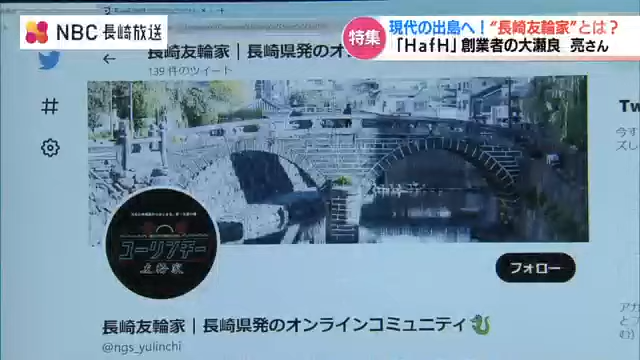 NBC 長崎放送
特集
現代の出島へ!"長崎友輪家"とは?
「HafH」創業者の大瀬良 亮さん
長崎友輪家｜長崎県発のオ
139 件のツイート
Tw
今す
ユーリンチー
友輪家
フォロー
長崎友輪家｜長崎県発のオンラインコミュニティ
@ngs_yulinchi